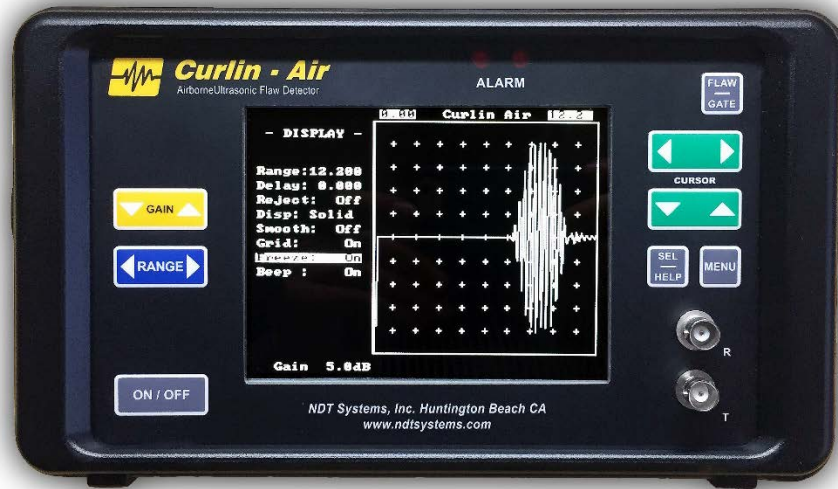 Curlin - Air
AirborneUltrasonic Flaw Detector
ALARM
FLAW
GATE
0.00 Curlin Air 12.2
- DISPLAY -
Range:12.200
Delay: 0.000
Reject: Off
Disp: Solid
Smooth: Off
Grid: On
Freeze: On
Beep : On
Gain 5.0dB
GAIN
RANGE
ON / OFF
CURSOR
SEL
HELP
MENU
R
T
NDT Systems, Inc. Huntington Beach CA
www.ndtsystems.com